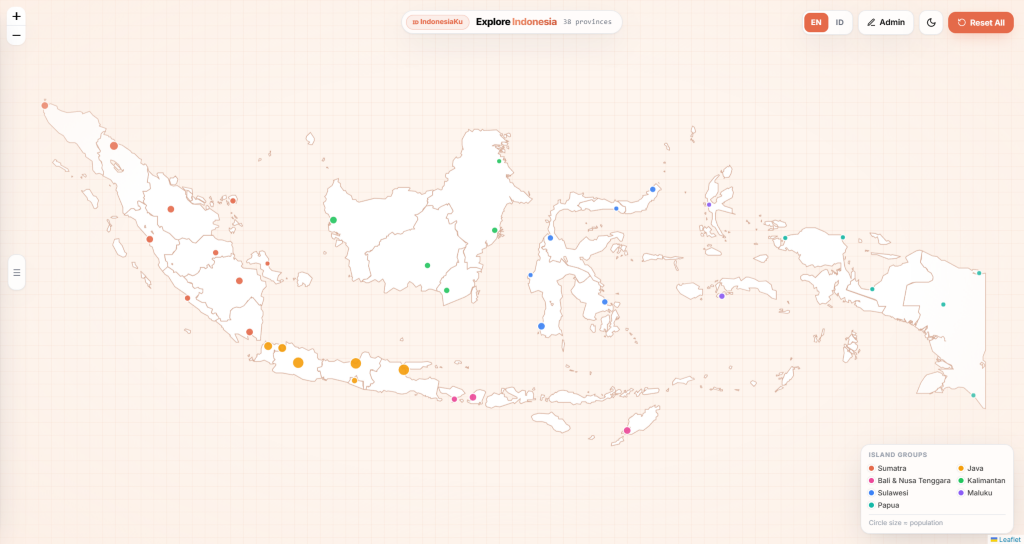 +
−
ID IndonesiaKu Explore Indonesia 38 provinces
EN ID Admin Reset All
ISLAND GROUPS
Sumatra Java
Bali & Nusa Tenggara Kalimantan
Sulawesi Maluku
Papua
Circle size = population
Leaflet